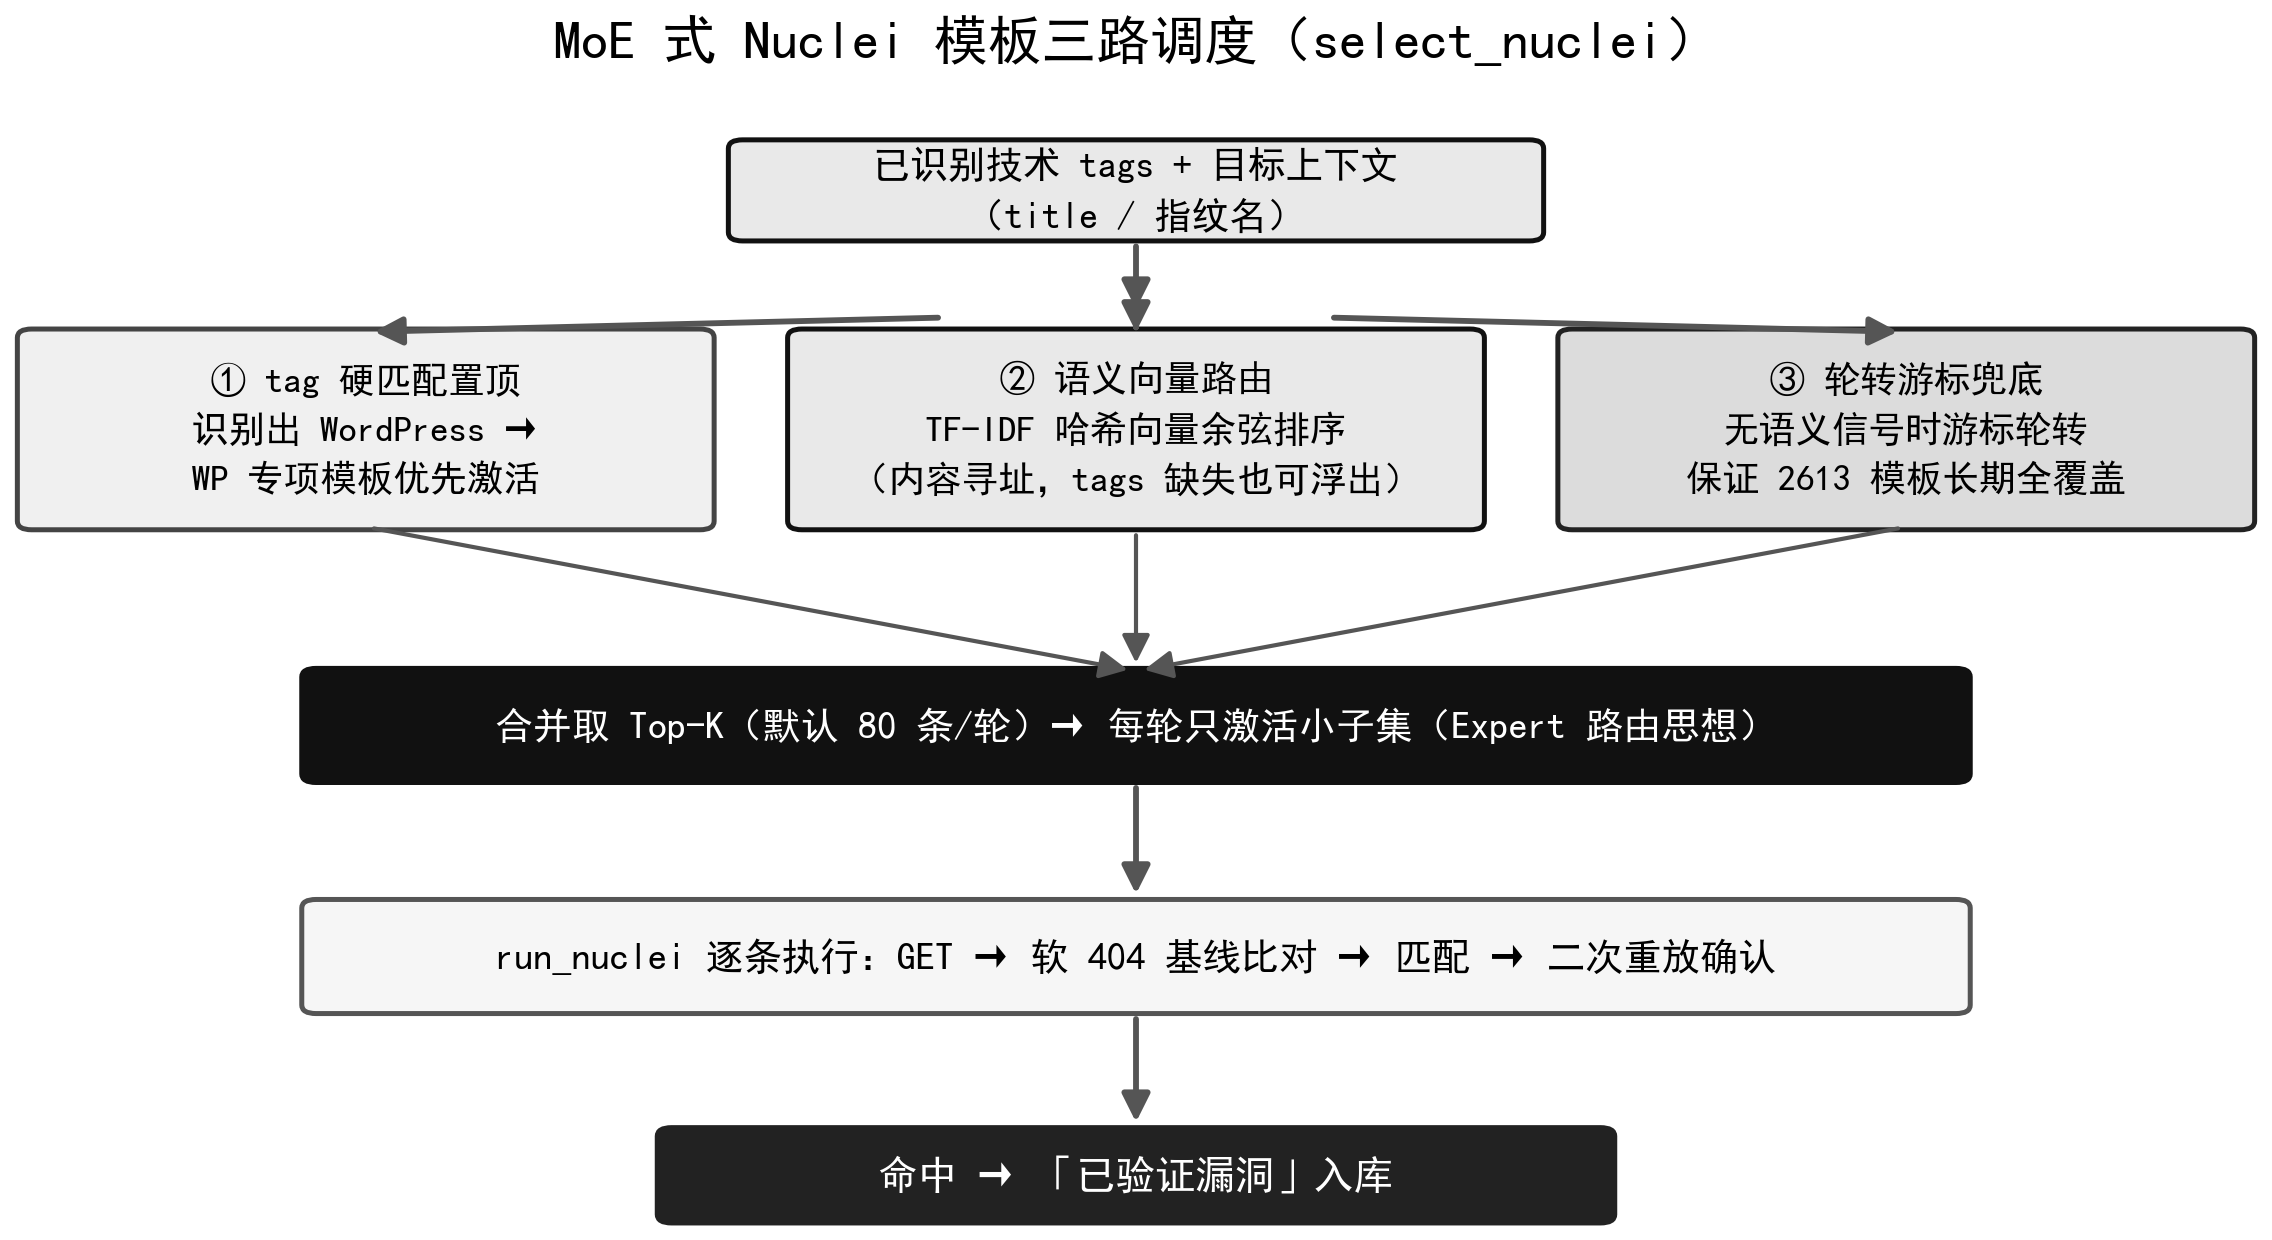 MoE 式 Nuclei 模板三路调度（select_nuclei）
已识别技术 tags + 目标上下文
（title / 指纹名）
① tag 硬匹配置顶
识别出 WordPress →
WP 专项模板优先激活
② 语义向量路由
TF-IDF 哈希向量余弦排序
（内容寻址，tags 缺失也可浮出）
③ 轮转游标兜底
无语义信号时游标轮转
保证 2613 模板长期全覆盖
合并取 Top-K（默认 80 条/轮）→ 每轮只激活小子集（Expert 路由思想）
run_nuclei 逐条执行：GET → 软 404 基线比对 → 匹配 → 二次重放确认
命中 → 「已验证漏洞」入库